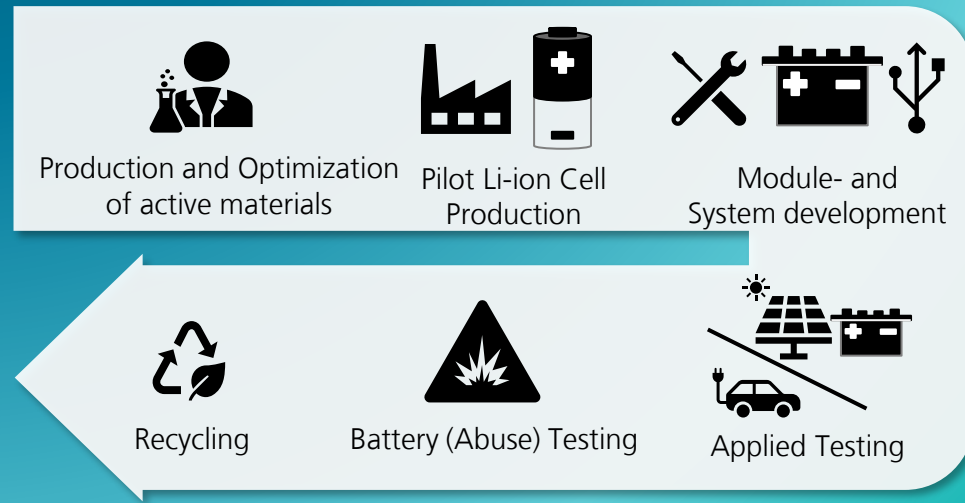 Production and Optimization
of active materials
Pilot Li-ion Cell
Production
Module- and
System development
Recycling
Battery (Abuse) Testing
Applied Testing